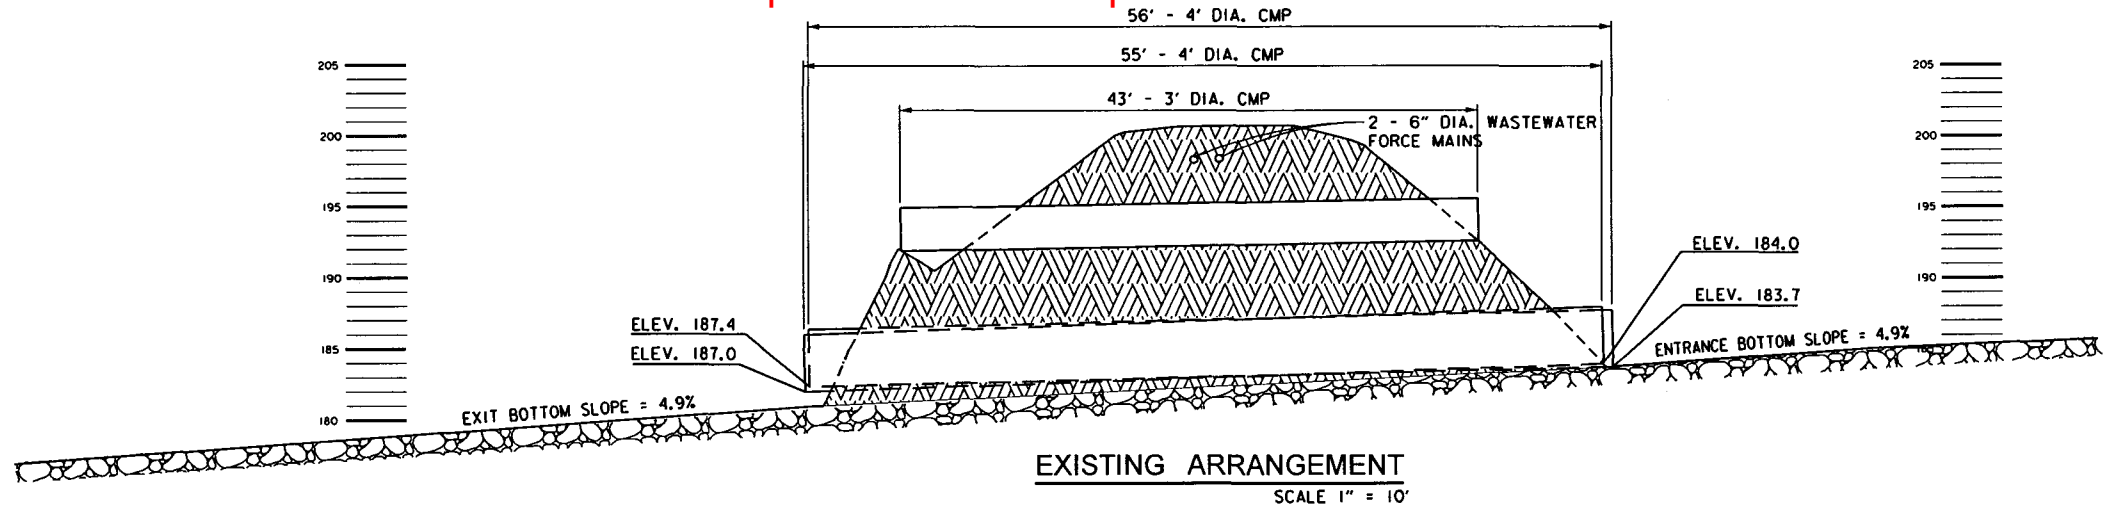 56' - 4' DIA. CMP
55' - 4' DIA. CMP
43' - 3' DIA. CMP
2 - 6" DIA. WASTEWATER
FORCE MAINS
205
200
195
190
185
180
205
200
195
190
ELEV. 184.0
ELEV. 183.7
ELEV. 187.4
ELEV. 187.0
ENTRANCE BOTTOM SLOPE = 4.9%
EXIT BOTTOM SLOPE = 4.9%
EXISTING ARRANGEMENT
SCALE 1" = 10'